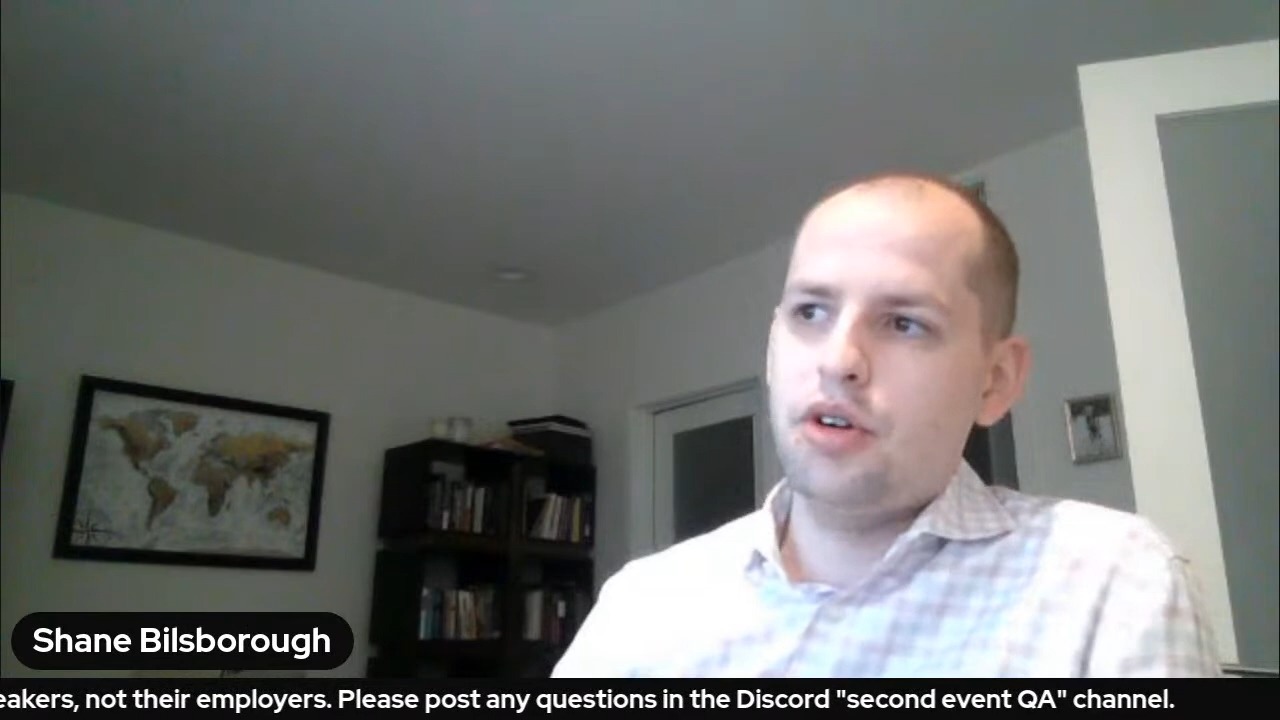 Shane Bilsborough
eakers, not their employers. Please post any questions in the Discord "second event QA" channel.